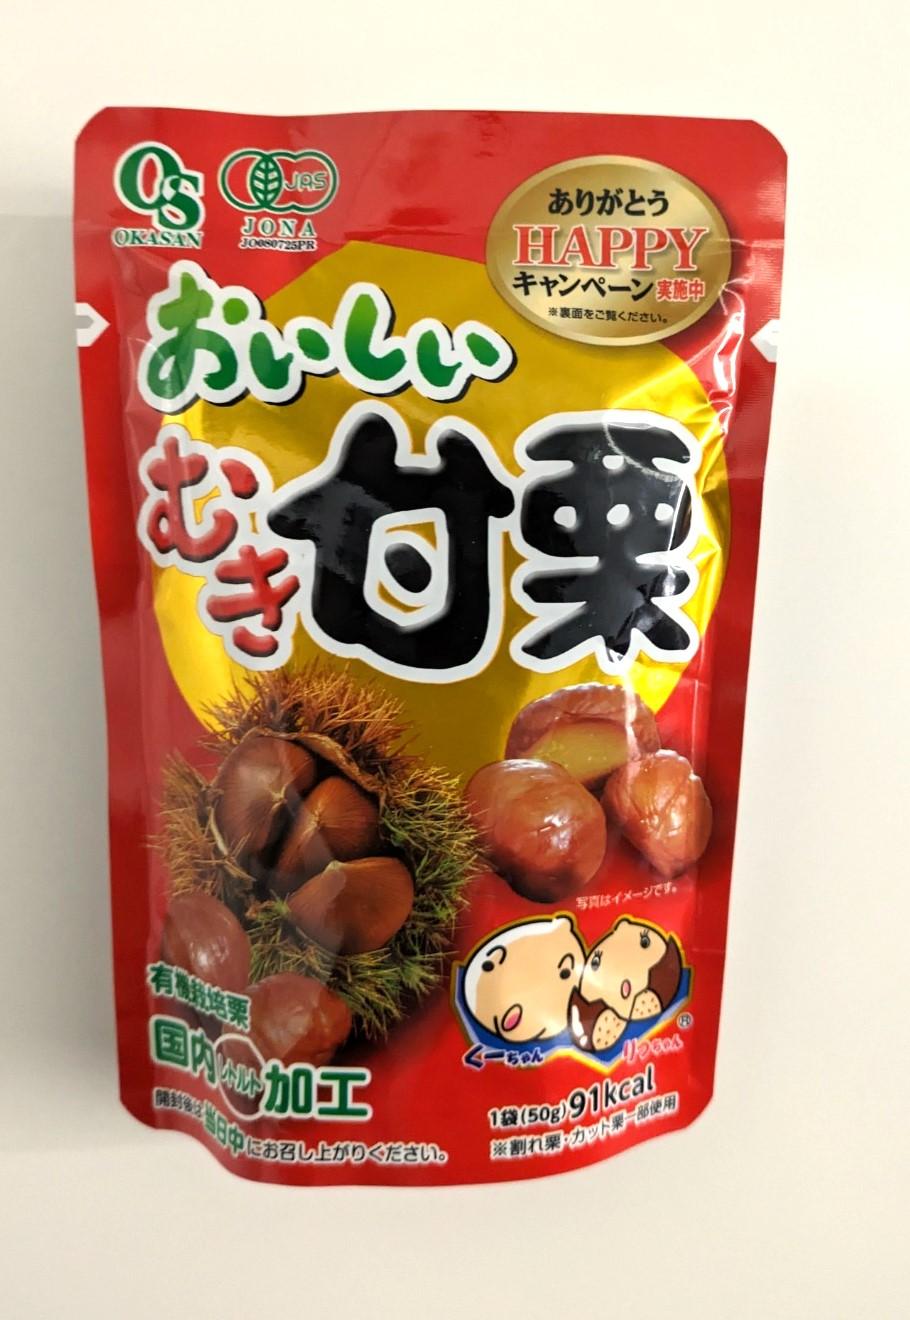 OS
OKASAN
JAS
JONA
JO080725PR
ありがとう
HAPPY
キャンペーン実施中
※裏面をご覧ください。
おいしい
むき甘栗
写真はイメージです。
有機栽培栗
国内レトルト加工
開封後は当日中にお召し上がりください。
くーちゃん
りっちゃん®
1袋(50g)91kcal
※割れ栗・カット栗一部使用